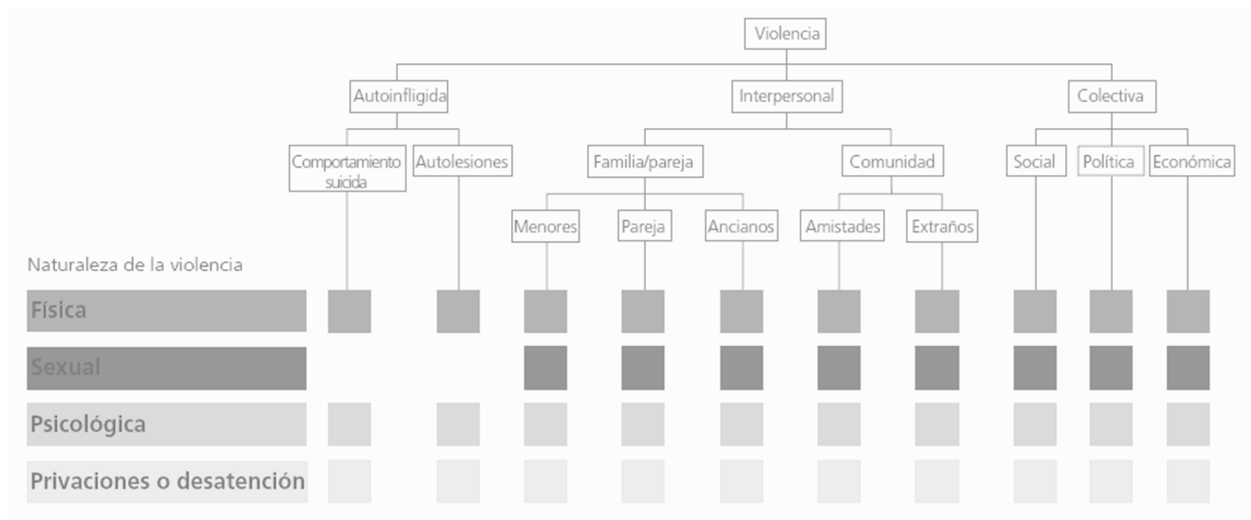 Violencia
Autoinfligida Interpersonal Colectiva
Comportamiento suicida Autolesiones Familia/pareja Comunidad Social Política Económica
Menores Pareja Ancianos Amistades Extraños
Naturaleza de la violencia
Física
Sexual
Psicológica
Privaciones o desatención